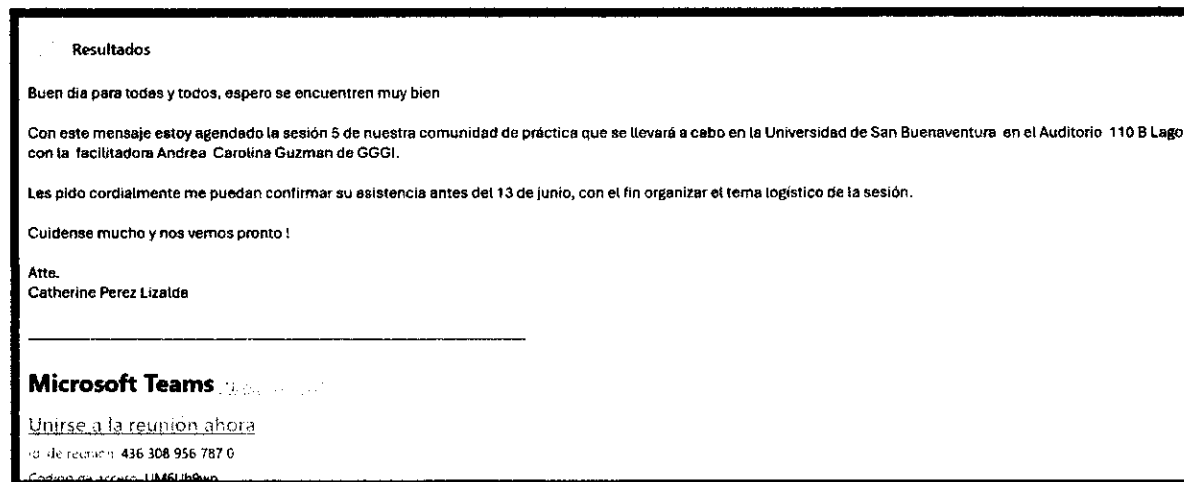 Resultados
Buen dia para todas y todos, espero se encuentren muy bien
Con este mensaje estoy agendado la sesión 5 de nuestra comunidad de práctica que se llevará a cabo en la Universidad de San Buenaventura en el Auditorio 110 B Lago
con la facilitadora Andrea Carolina Guzman de GGGI.
Les pido cordialmente me puedan confirmar su asistencia antes del 13 de junio, con el fin organizar el tema logístico de la sesión.
Cuidense mucho y nos vemos pronto !
Atte.
Catherine Perez Lizalda
Microsoft Teams
Unirse a la reunión ahora
de reunión 436 308 956 787 0